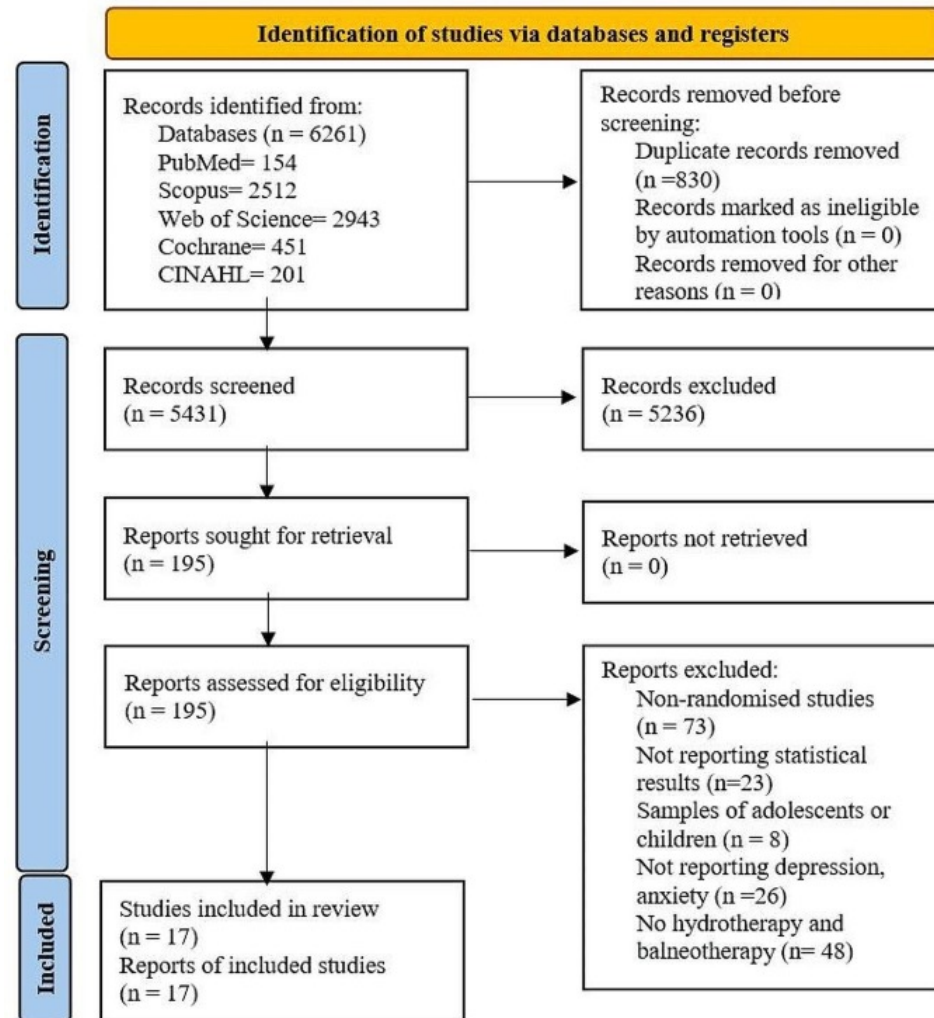 Identification of studies via databases and registers
Identification
Records identified from:
Databases (n = 6261)
PubMed= 154
Scopus= 2512
Web of Science= 2943
Cochrane= 451
CINAHL= 201
Records removed before
screening:
Duplicate records removed
(n =830)
Records marked as ineligible
by automation tools (n = 0)
Records removed for other
reasons (n = 0)
Screening
Records screened
(n = 5431)
Records excluded
(n = 5236)
Reports sought for retrieval
(n = 195)
Reports not retrieved
(n = 0)
Reports assessed for eligibility
(n = 195)
Reports excluded:
Non-randomised studies
(n = 73)
Not reporting statistical
results (n=23)
Samples of adolescents or
children (n = 8)
Not reporting depression,
anxiety (n =26)
No hydrotherapy and
balneotherapy (n= 48)
Included
Studies included in review
(n = 17)
Reports of included studies
(n = 17)